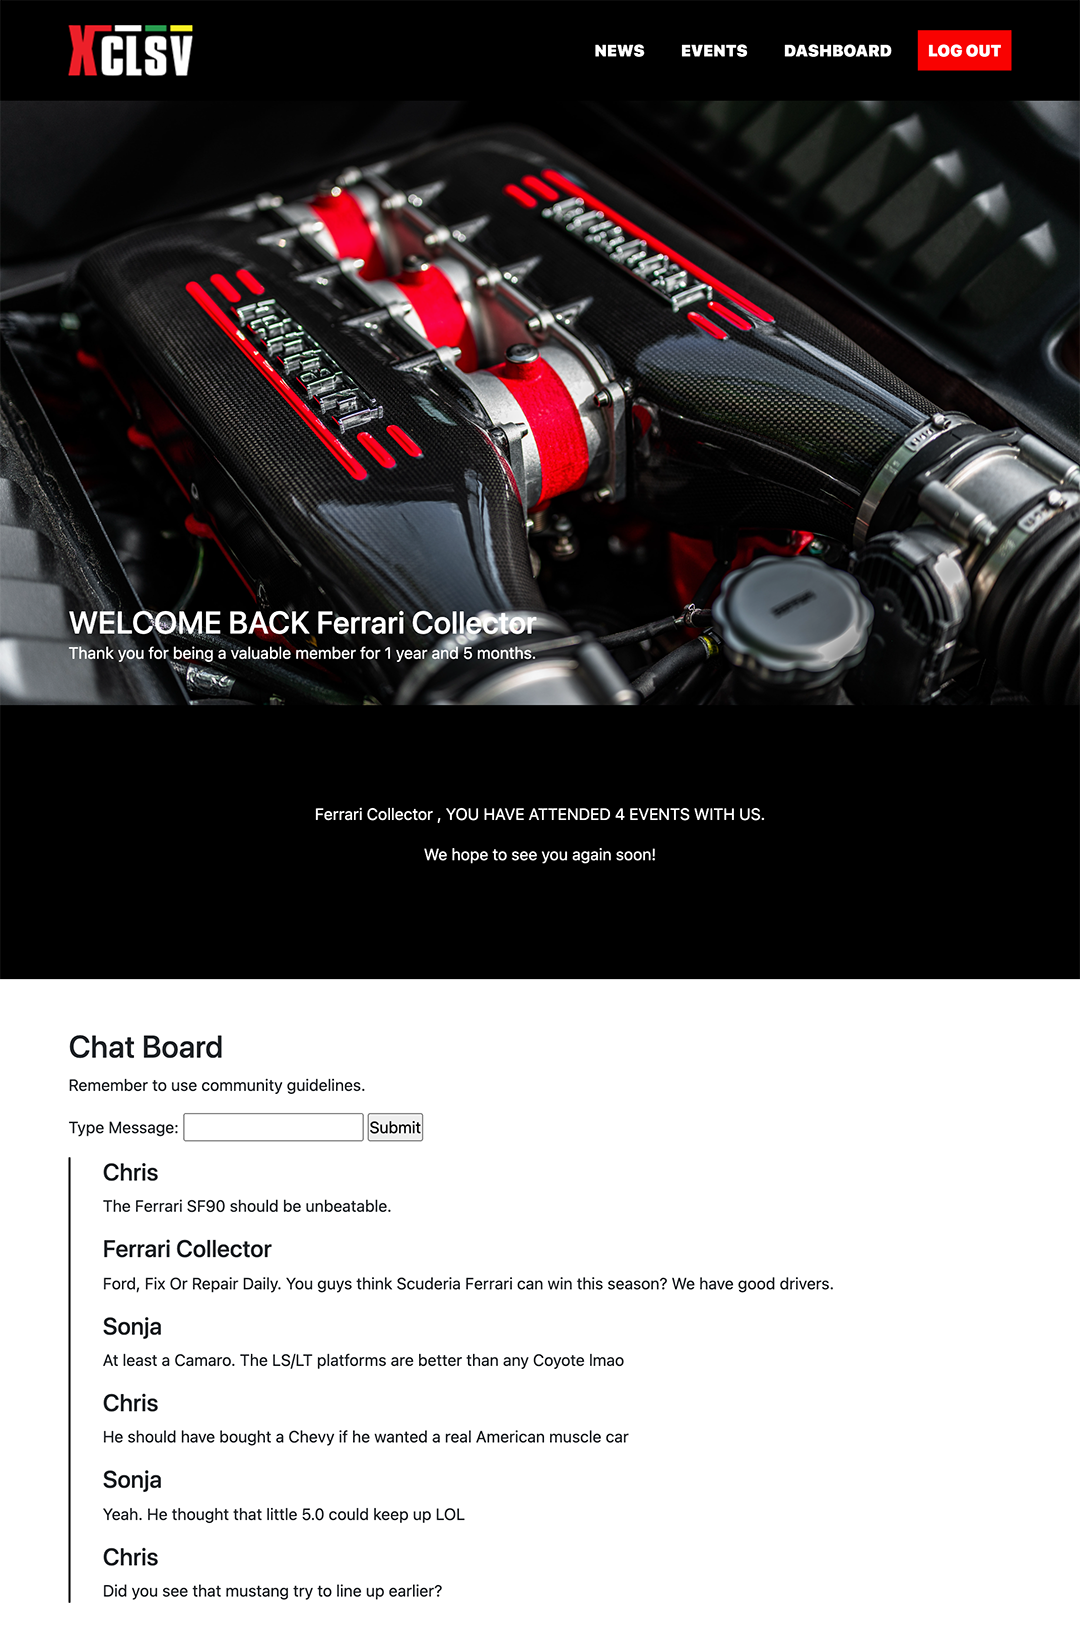 XCLSV
NEWS EVENTS DASHBOARD LOG OUT
WELCOME BACK Ferrari Collector
Thank you for being a valuable member for 1 year and 5 months.
Ferrari Collector , YOU HAVE ATTENDED 4 EVENTS WITH US.
We hope to see you again soon!
Chat Board
Remember to use community guidelines.
Type Message: Submit
Chris
The Ferrari SF90 should be unbeatable.
Ferrari Collector
Ford, Fix Or Repair Daily. You guys think Scuderia Ferrari can win this season? We have good drivers.
Sonja
At least a Camaro. The LS/LT platforms are better than any Coyote lmao
Chris
He should have bought a Chevy if he wanted a real American muscle car
Sonja
Yeah. He thought that little 5.0 could keep up LOL
Chris
Did you see that mustang try to line up earlier?